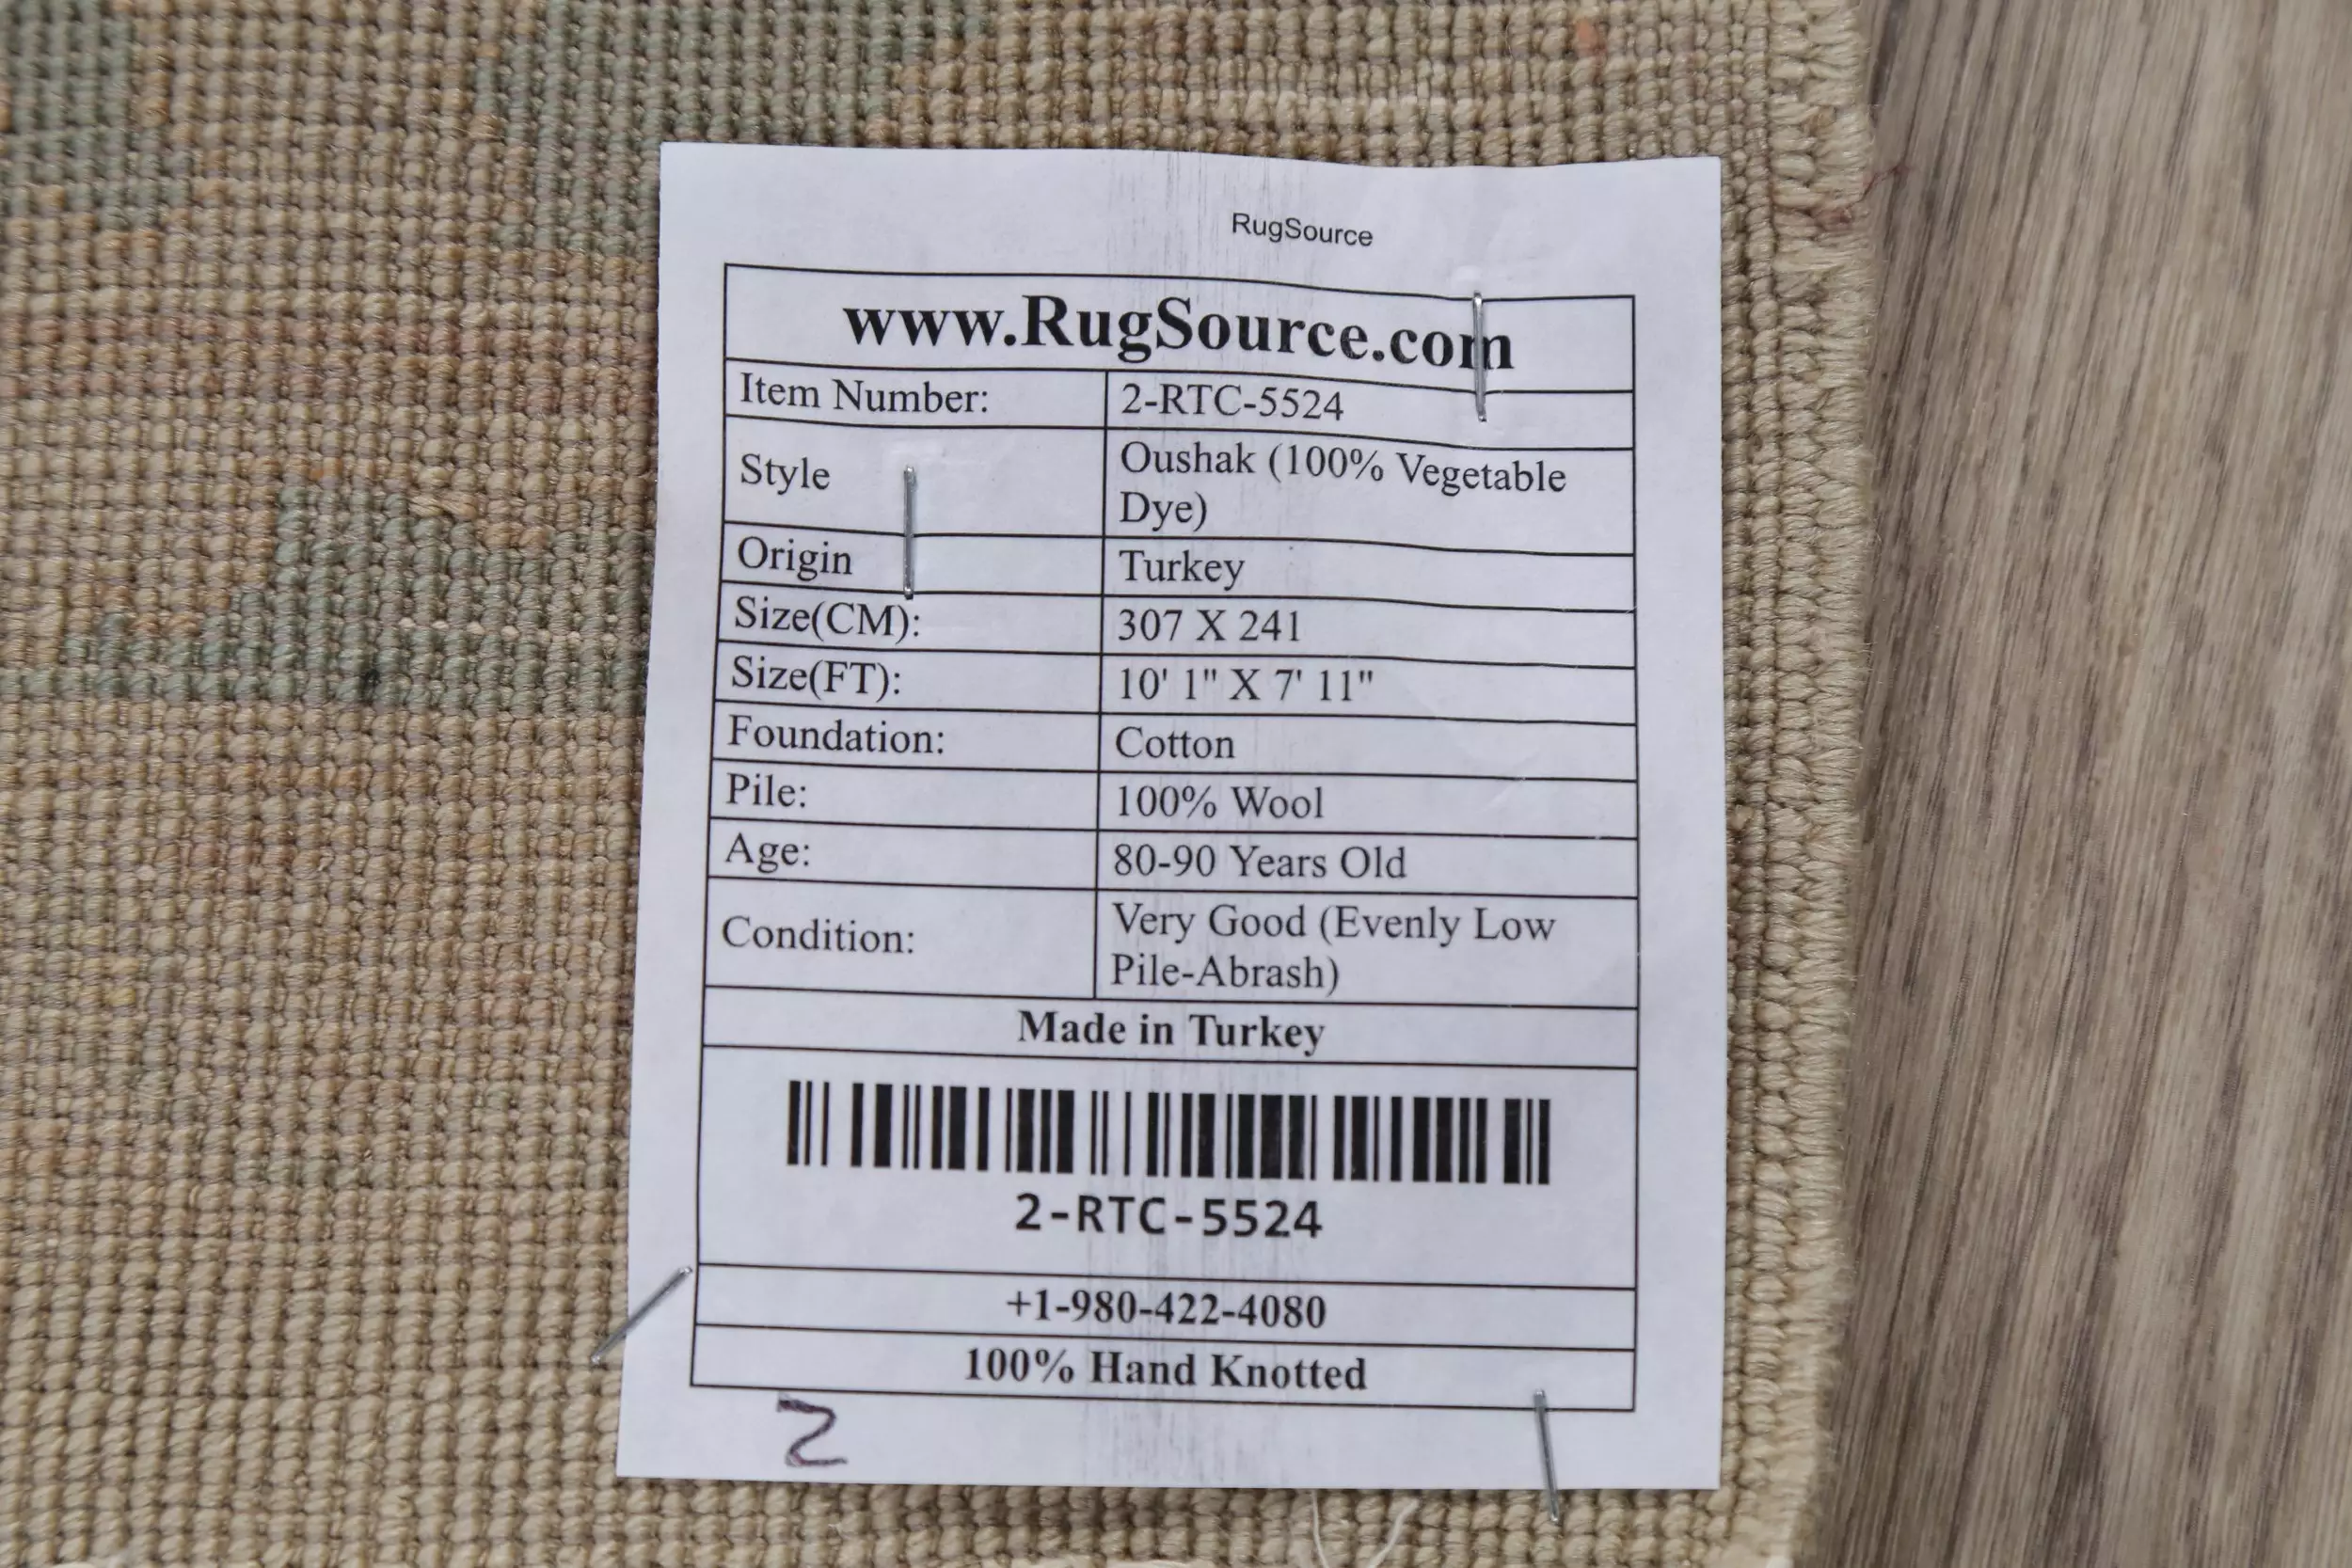 RugSource
www.RugSource.com
Item Number: 2-RTC-5524
Style Oushak (100% Vegetable
Dye)
Origin Turkey
Size(CM): 307 X 241
Size(FT): 10' 1" X 7' 11"
Foundation: Cotton
Pile: 100% Wool
Age: 80-90 Years Old
Condition: Very Good (Evenly Low
Pile-Abrash)
Made in Turkey
2-RTC-5524
+1-980-422-4080
100% Hand Knotted
2